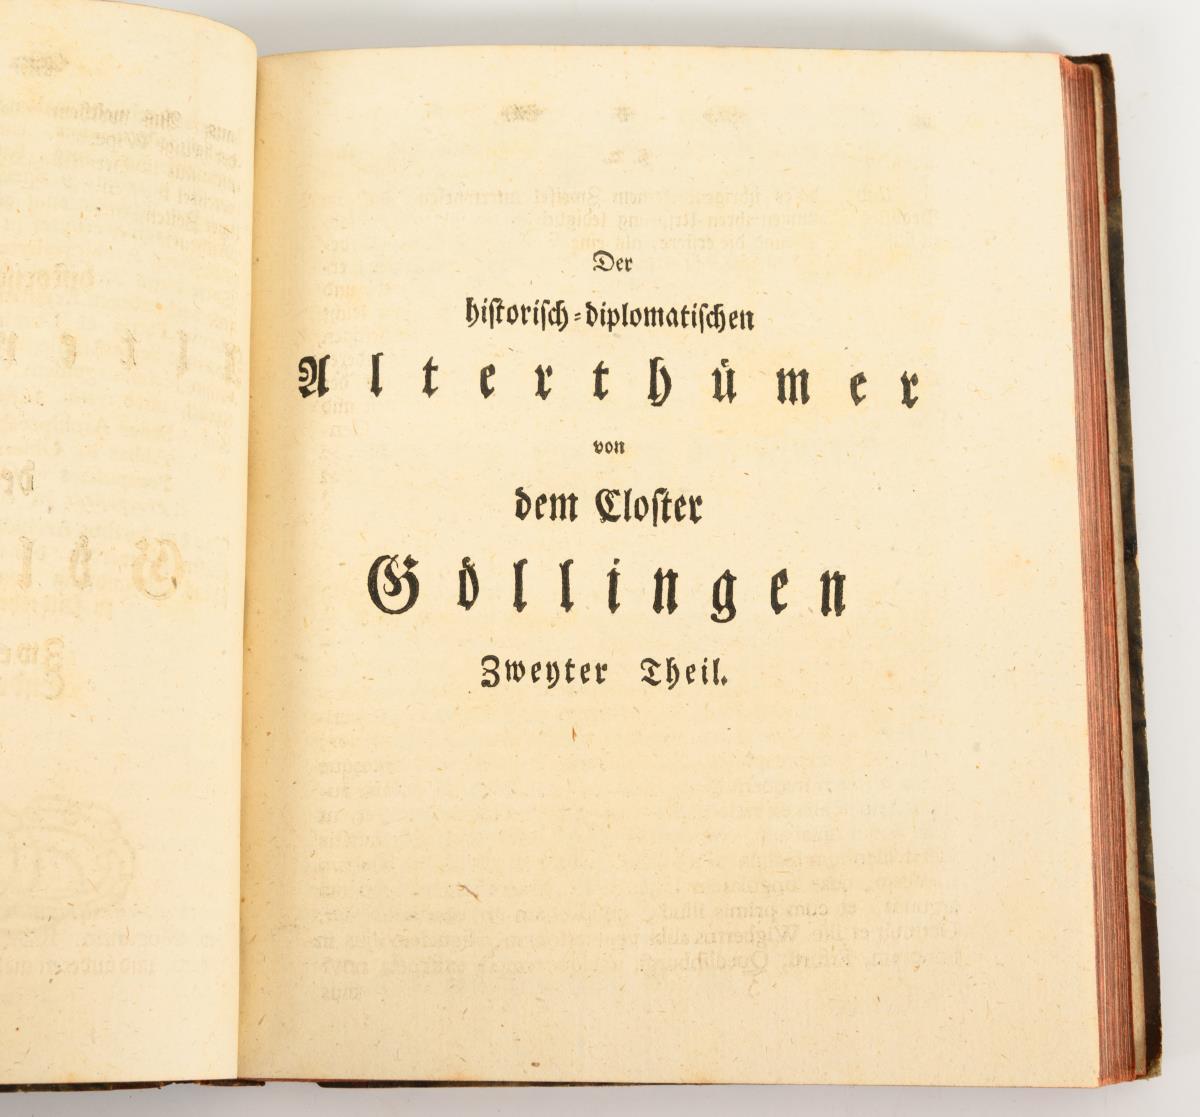 Der
historisch-diplomatischen
Alterthümer
von
dem Closter
Göllingen
Zweyter Theil.